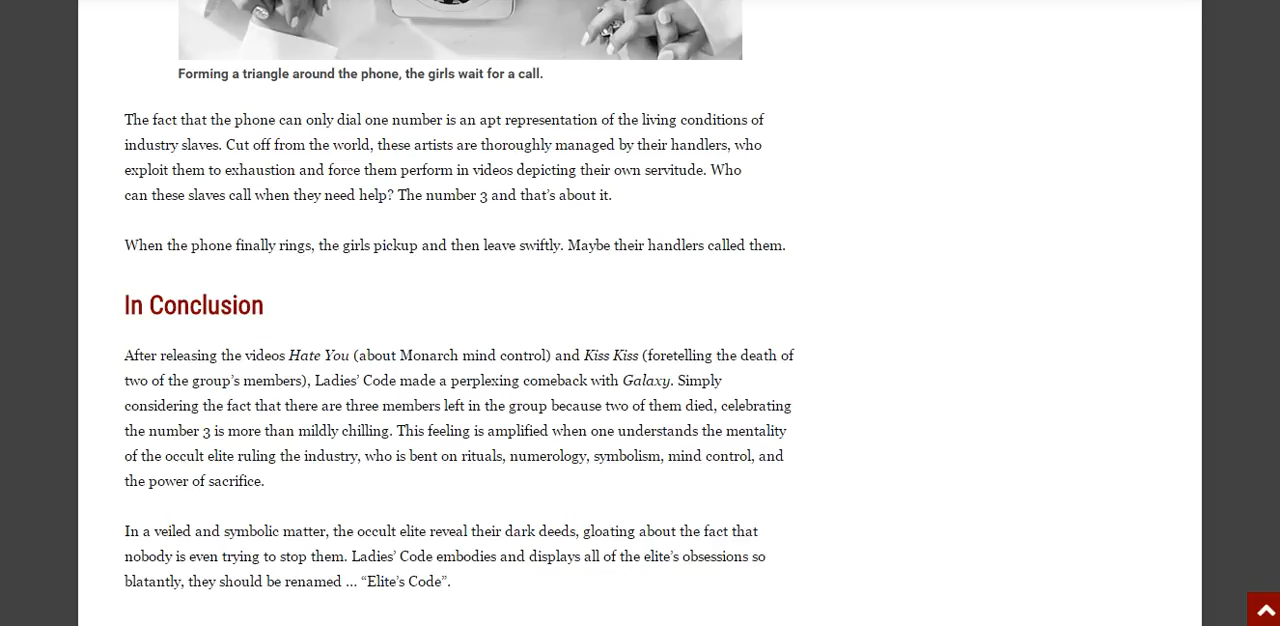 Forming a triangle around the phone, the girls wait for a call.
The fact that the phone can only dial one number is an apt representation of the living conditions of
industry slaves. Cut off from the world, these artists are thoroughly managed by their handlers, who
exploit them to exhaustion and force them perform in videos depicting their own servitude. Who
can these slaves call when they need help? The number 3 and that's about it.
When the phone finally rings, the girls pickup and then leave swiftly. Maybe their handlers called them.
In Conclusion
After releasing the videos Hate You (about Monarch mind control) and Kiss Kiss (foretelling the death of
two of the group's members), Ladies' Code made a perplexing comeback with Galaxy. Simply
considering the fact that there are three members left in the group because two of them died, celebrating
the number 3 is more than mildly chilling. This feeling is amplified when one understands the mentality
of the occult elite ruling the industry, who is bent on rituals, numerology, symbolism, mind control, and
the power of sacrifice.
In a veiled and symbolic matter, the occult elite reveal their dark deeds, gloating about the fact that
nobody is even trying to stop them. Ladies' Code embodies and displays all of the elite's obsessions so
blatantly, they should be renamed ... “Elite's Code”.